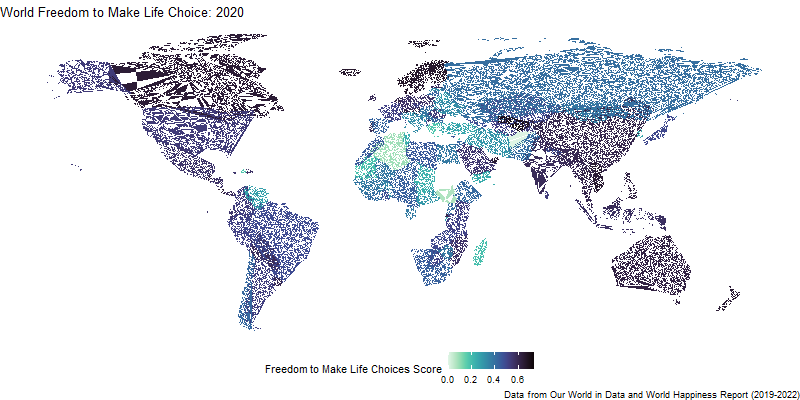 World Freedom to Make Life Choice: 2020
Freedom to Make Life Choices Score
0.0 0.2 0.4 0.6
Data from Our World in Data and World Happiness Report (2019-2022)